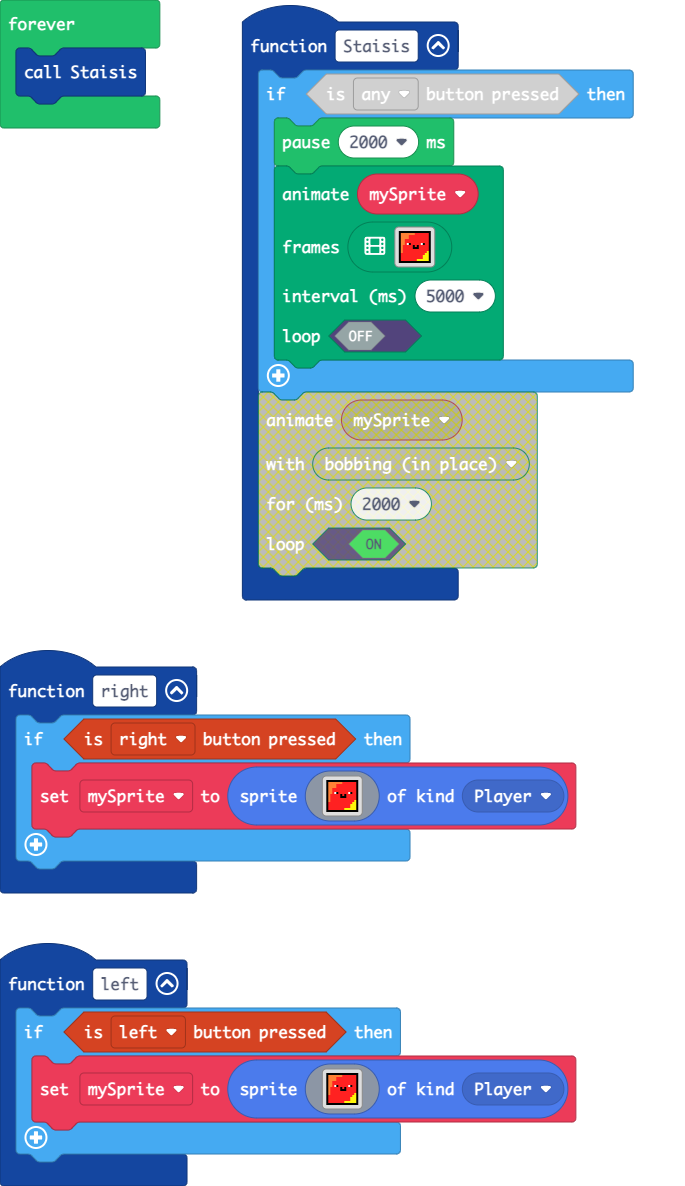 forever
call Staisis
function Staisis
if is any button pressed then
pause 2000 ms
animate mySprite
frames
interval (ms) 5000
loop OFF
animate mySprite
with bobbing (in place)
for (ms) 2000
loop ON
function right
if is right button pressed then
set mySprite to sprite of kind Player
function left
if is left button pressed then
set mySprite to sprite of kind Player